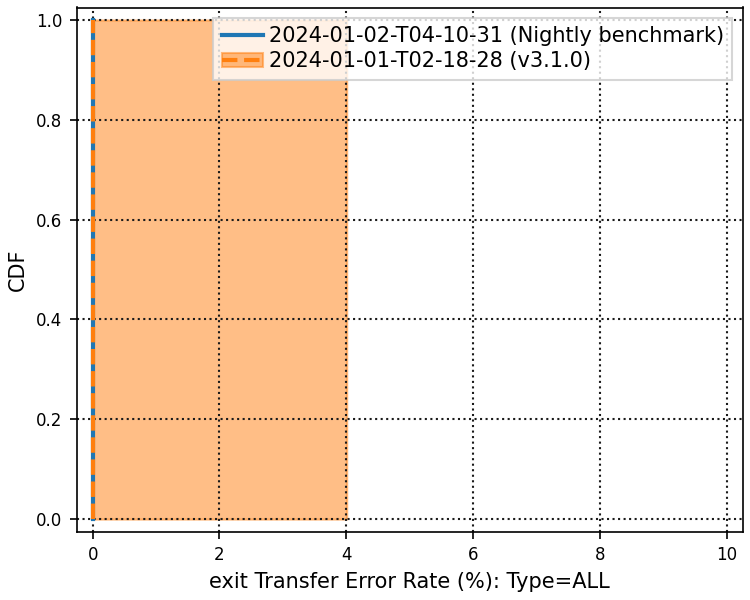 1.0
0.8
0.6
0.4
0.2
0.0
CDF
2024-01-02-T04-10-31 (Nightly benchmark)
2024-01-01-T02-18-28 (v3.1.0)
0 2 4 6 8 10
exit Transfer Error Rate (%): Type=ALL